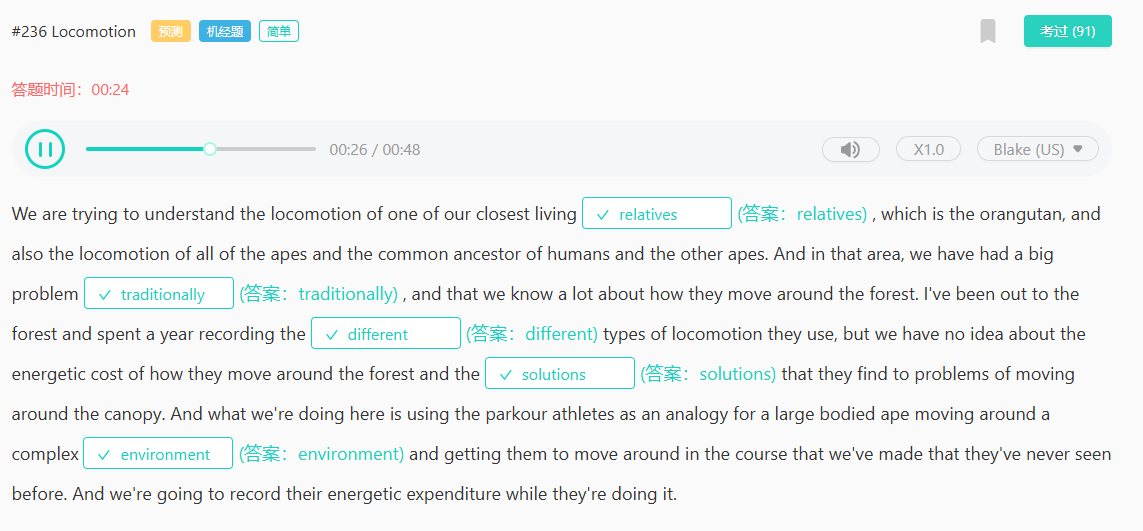 #236 Locomotion 预测 机经题 简单 考过 (91)
答题时间：00:24
00:26 / 00:48 X1.0 Blake (US)
We are trying to understand the locomotion of one of our closest living relatives (答案：relatives) , which is the orangutan, and
also the locomotion of all of the apes and the common ancestor of humans and the other apes. And in that area, we have had a big
problem traditionally (答案：traditionally) , and that we know a lot about how they move around the forest. I've been out to the
forest and spent a year recording the different (答案：different) types of locomotion they use, but we have no idea about the
energetic cost of how they move around the forest and the solutions (答案：solutions) that they find to problems of moving
around the canopy. And what we're doing here is using the parkour athletes as an analogy for a large bodied ape moving around a
complex environment (答案：environment) and getting them to move around in the course that we've made that they've never seen
before. And we're going to record their energetic expenditure while they're doing it.